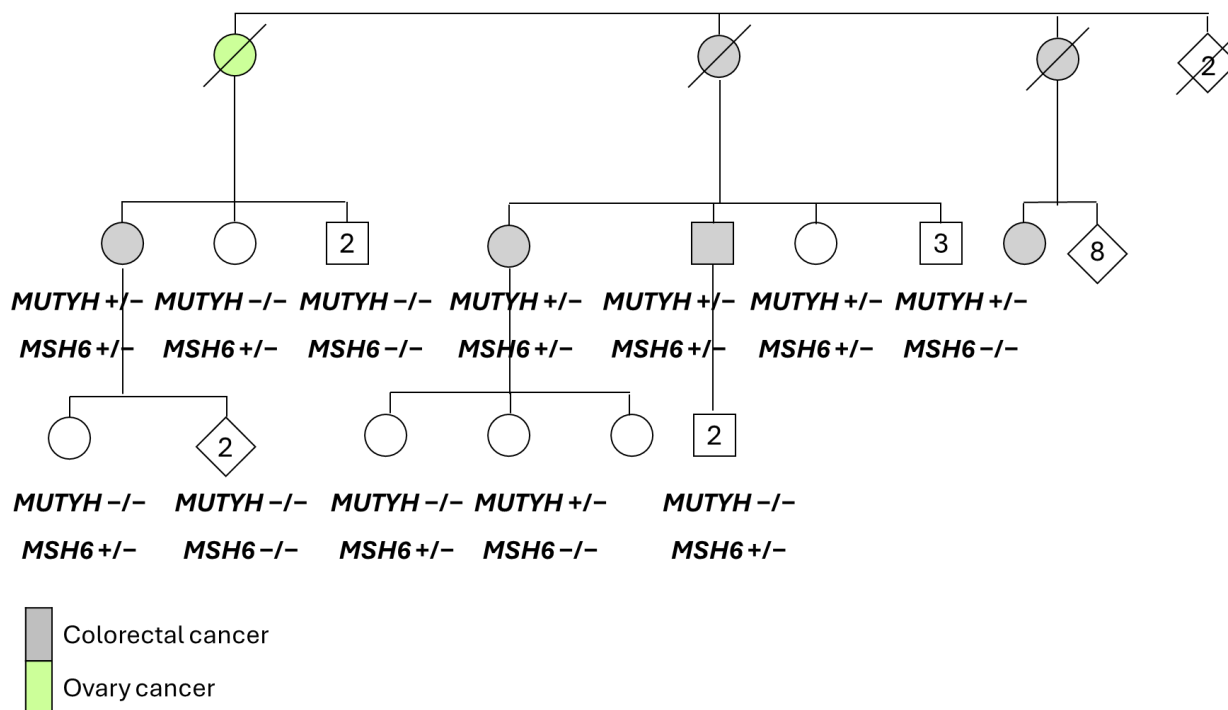 2
2
3
8
MUTYH +/− MUTYH −/− MUTYH −/− MUTYH +/− MUTYH +/− MUTYH +/− MUTYH +/−
MSH6 +/− MSH6 +/− MSH6 −/− MSH6 +/− MSH6 +/− MSH6 +/− MSH6 −/−
2
2
MUTYH −/− MUTYH −/− MUTYH −/− MUTYH +/− MUTYH −/−
MSH6 +/− MSH6 −/− MSH6 +/− MSH6 −/− MSH6 +/−
Colorectal cancer
Ovary cancer